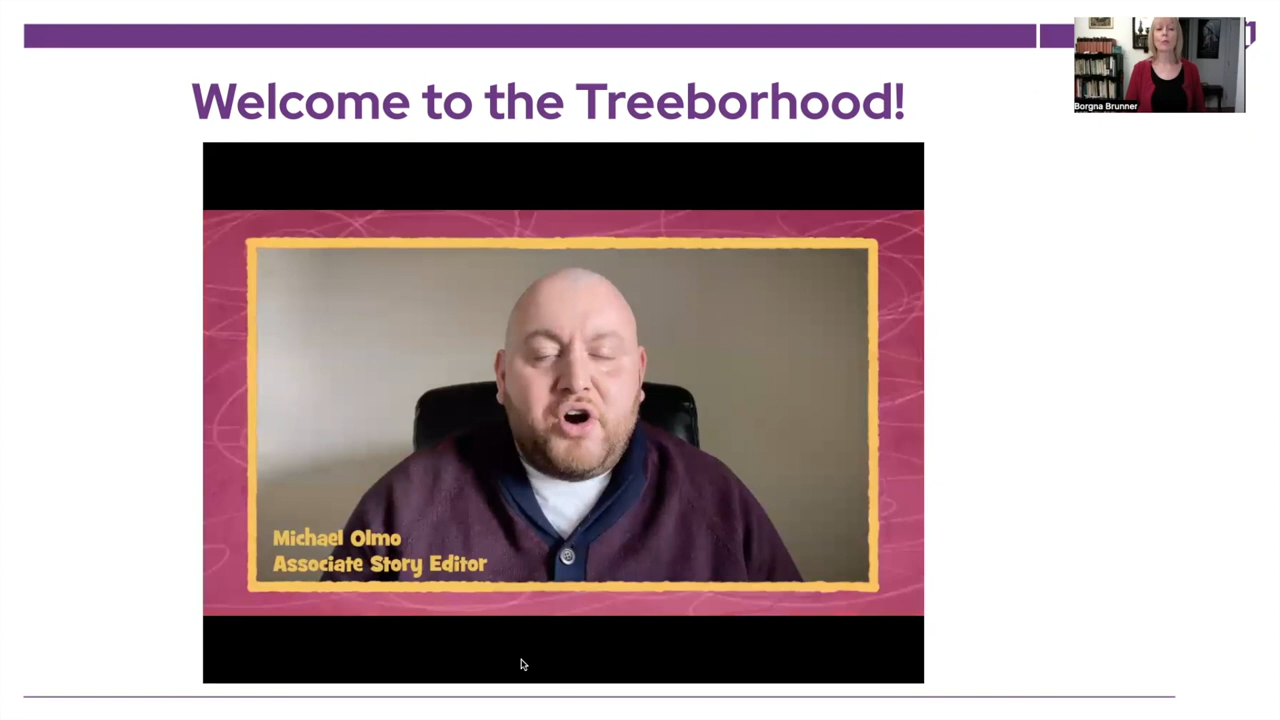 Welcome to the Treeborhood!
Borgna Brunner
Michael Olmo
Associate Story Editor